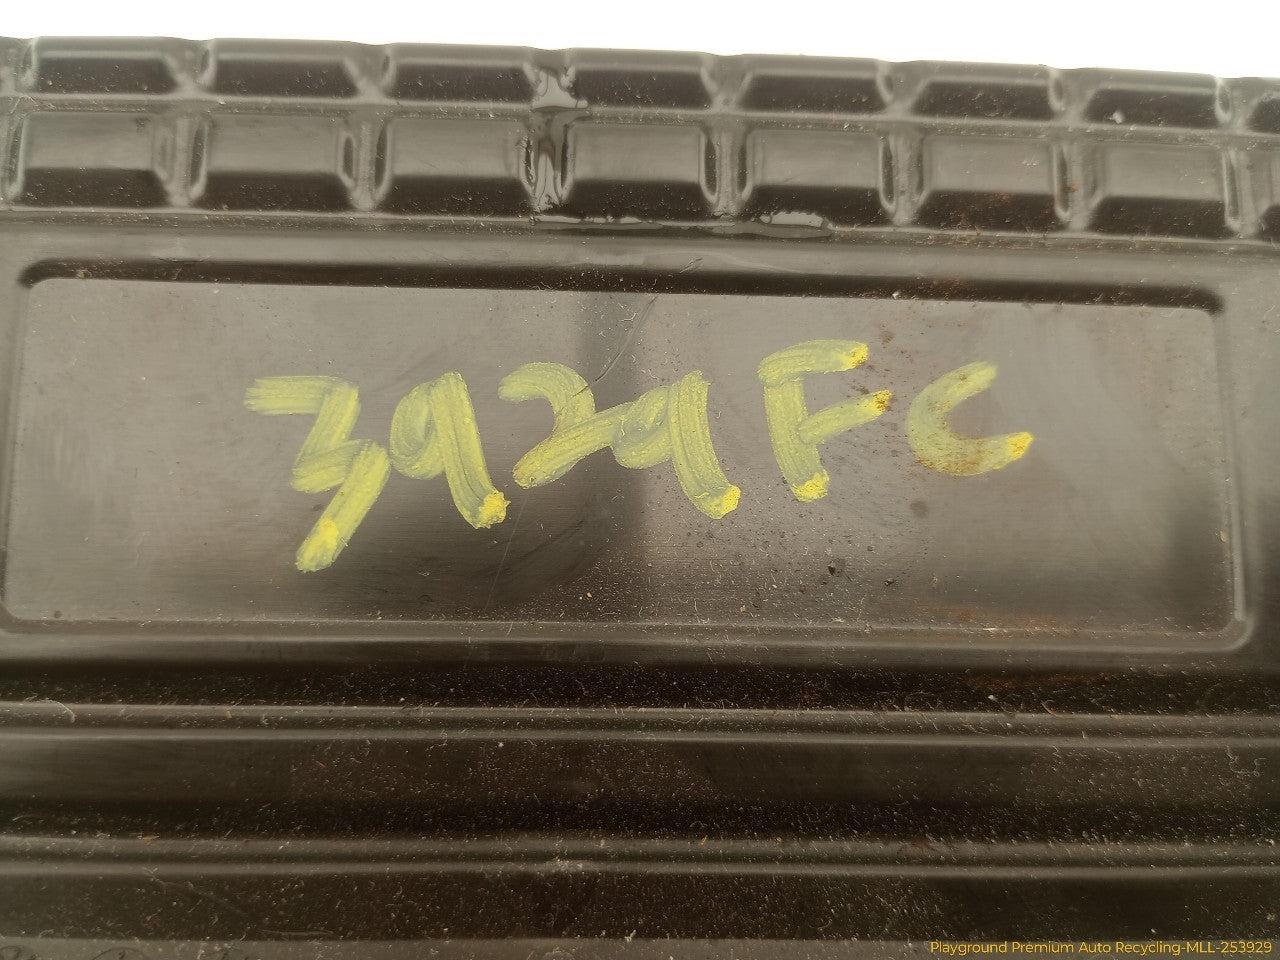 3929FC
Playground Premium Auto Recycling-MLL-253929